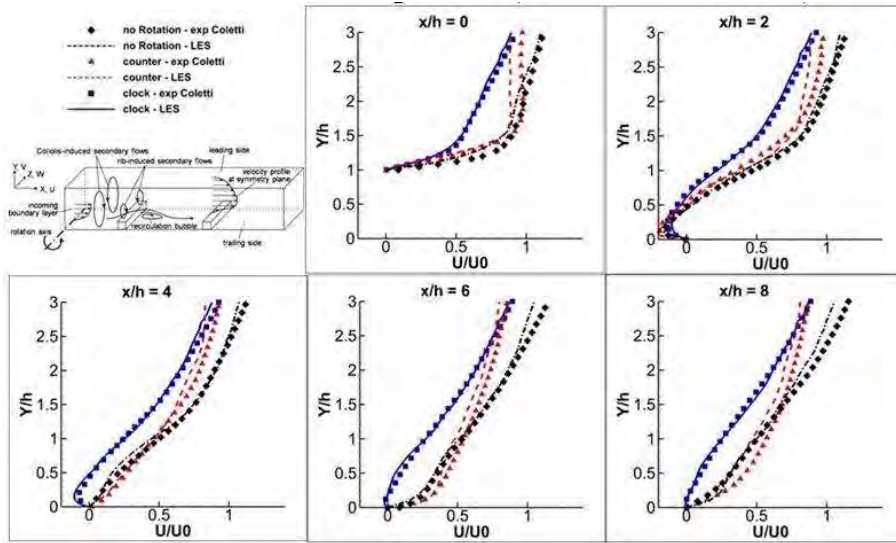 no Rotation - exp Coletti
no Rotation - LES
counter - exp Coletti
counter - LES
clock - exp Coletti
clock - LES
Coriolis-induced secondary flows
rib-induced secondary flows
leading side
velocity profile
at symmetry plane
Y V
Z, W
X, U
incoming
boundary layer
rotation axis
recirculation bubble
trailing side
x/h = 0
Y/h
3
2.5
2
1.5
1
0.5
0
0 0.5 1
U/U0
x/h = 2
Y/h
3
2.5
2
1.5
1
0.5
0
0 0.5 1
U/U0
x/h = 4
Y/h
3
2.5
2
1.5
1
0.5
0
0 0.5 1
U/U0
x/h = 6
Y/h
3
2.5
2
1.5
1
0.5
0
0 0.5 1
U/U0
x/h = 8
Y/h
3
2.5
2
1.5
1
0.5
0
0 0.5 1
U/U0